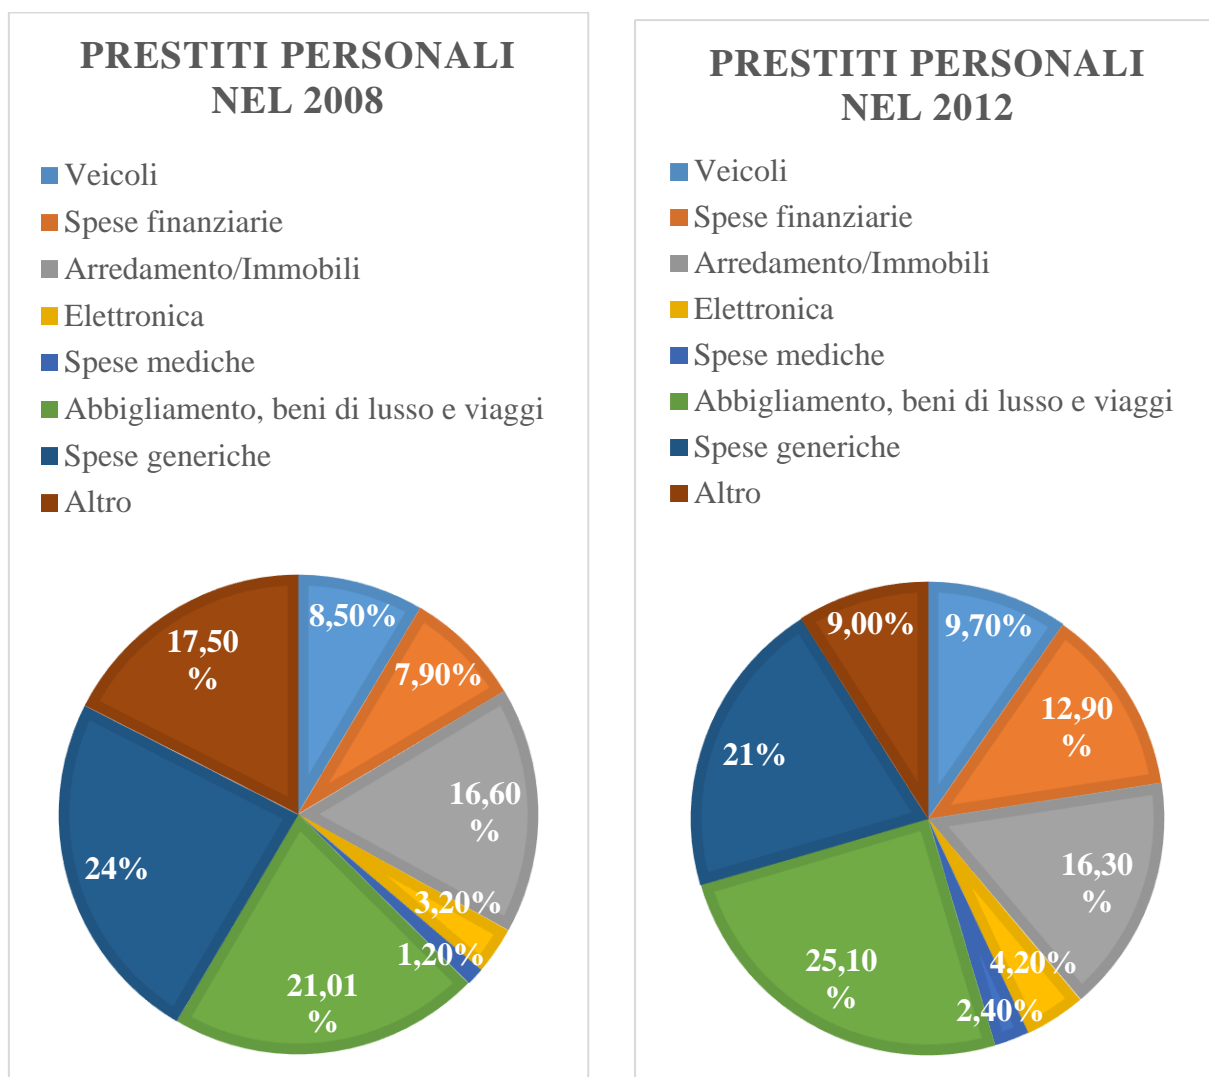 PRESTITI PERSONALI
NEL 2008
Veicoli
Spese finanziarie
Arredamento/Immobili
Elettronica
Spese mediche
Abbigliamento, beni di lusso e viaggi
Spese generiche
Altro
8,50%
7,90%
16,60
%
3,20%
1,20%
21,01
%
24%
17,50
%
PRESTITI PERSONALI
NEL 2012
Veicoli
Spese finanziarie
Arredamento/Immobili
Elettronica
Spese mediche
Abbigliamento, beni di lusso e viaggi
Spese generiche
Altro
9,70%
12,90
%
16,30
%
4,20%
2,40%
25,10
%
21%
9,00%